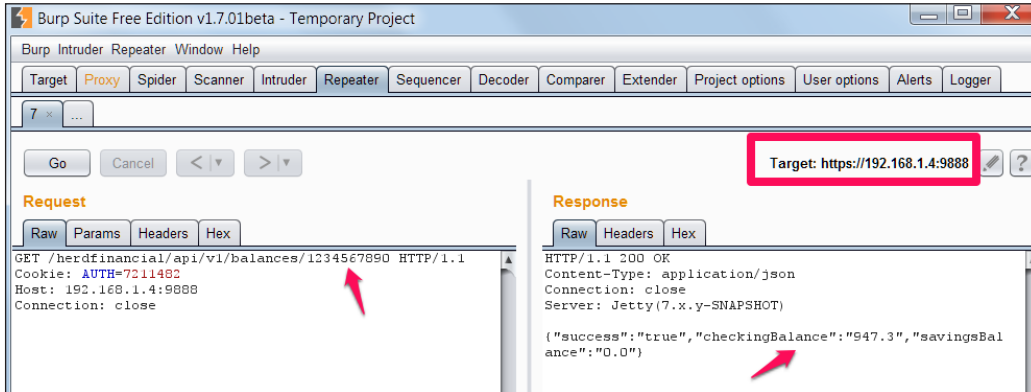 Burp Suite Free Edition v1.7.01beta - Temporary Project
Burp Intruder Repeater Window Help
Target Proxy Spider Scanner Intruder Repeater Sequencer Decoder Comparer Extender Project options User options Alerts Logger
7 × ...
Go Cancel < | ▼ > | ▼ Target: https://192.168.1.4:9888 ?
Request Response
Raw Params Headers Hex Raw Headers Hex
GET /herdfinancial/api/v1/balances/1234567890 HTTP/1.1
Cookie: AUTH=7211482
Host: 192.168.1.4:9888
Connection: close
HTTP/1.1 200 OK
Content-Type: application/json
Connection: close
Server: Jetty(7.x.y-SNAPSHOT)
{"success":"true","checkingBalance":"947.3","savingsBal
ance":"0.0"}